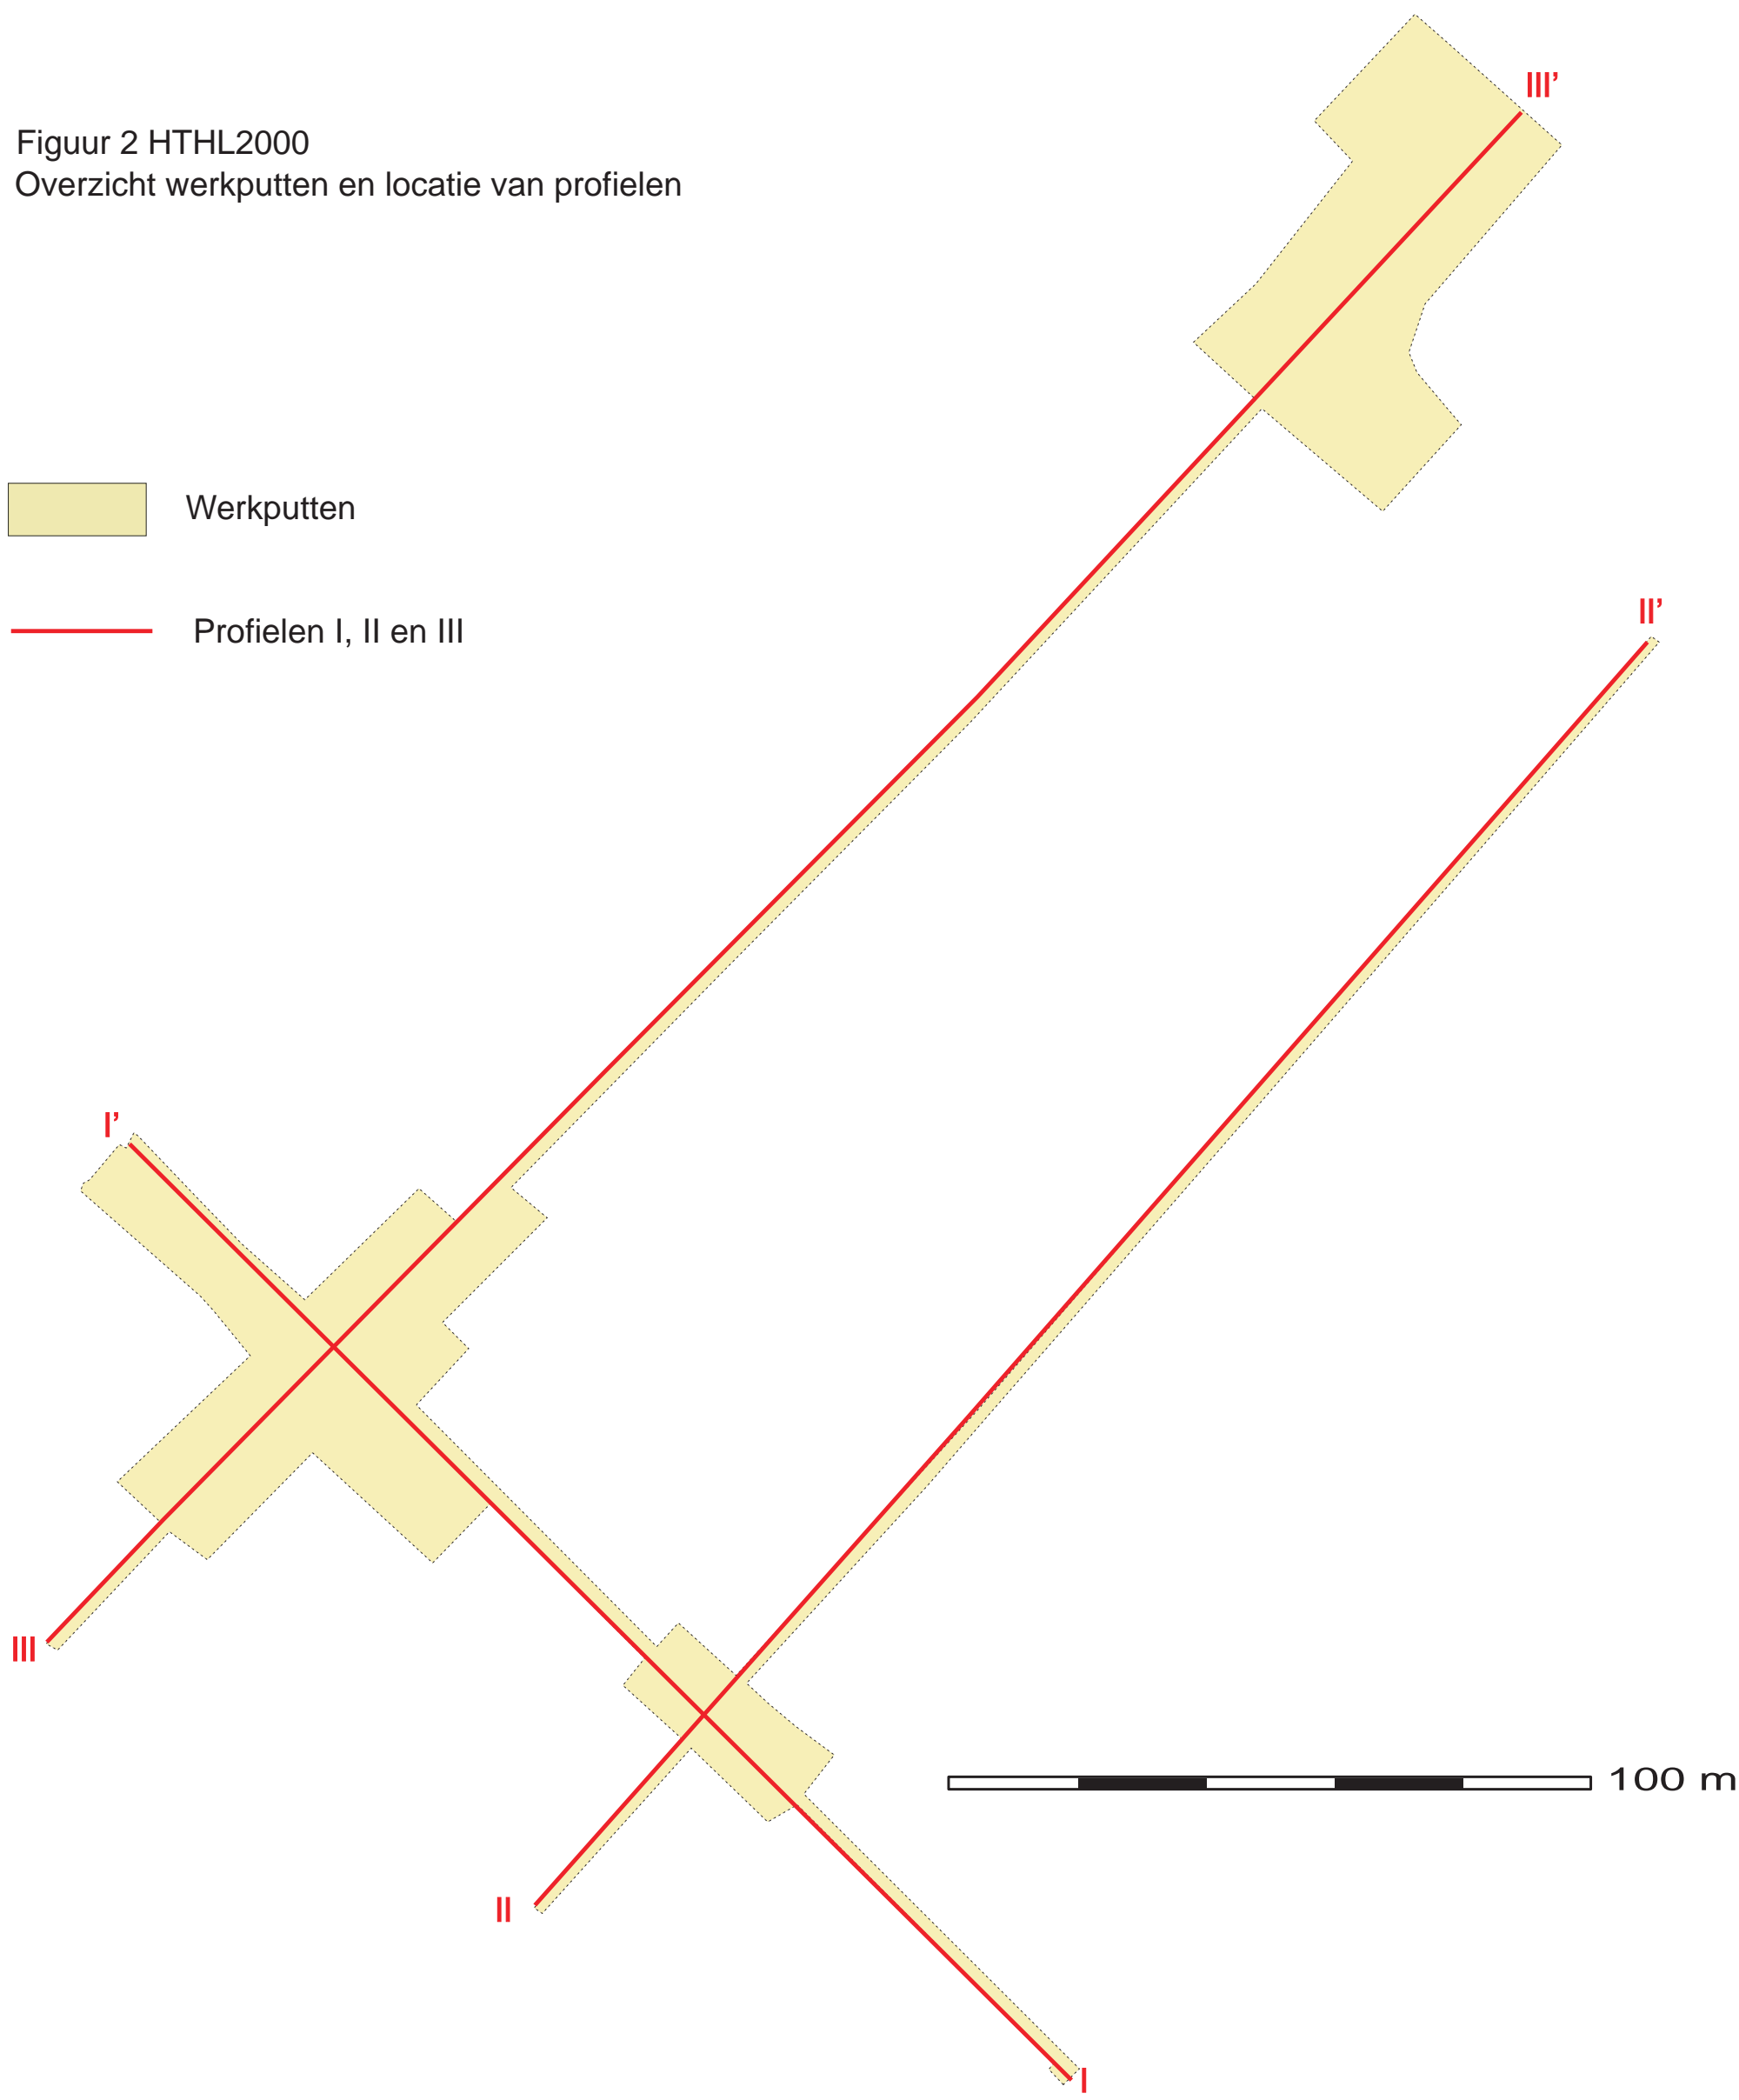 III’
Figuur 2 HTHL2000
Overzicht werkputten en locatie van profielen
Werkputten
II’
Profielen I, II en III
I’
III
100 m
II
I